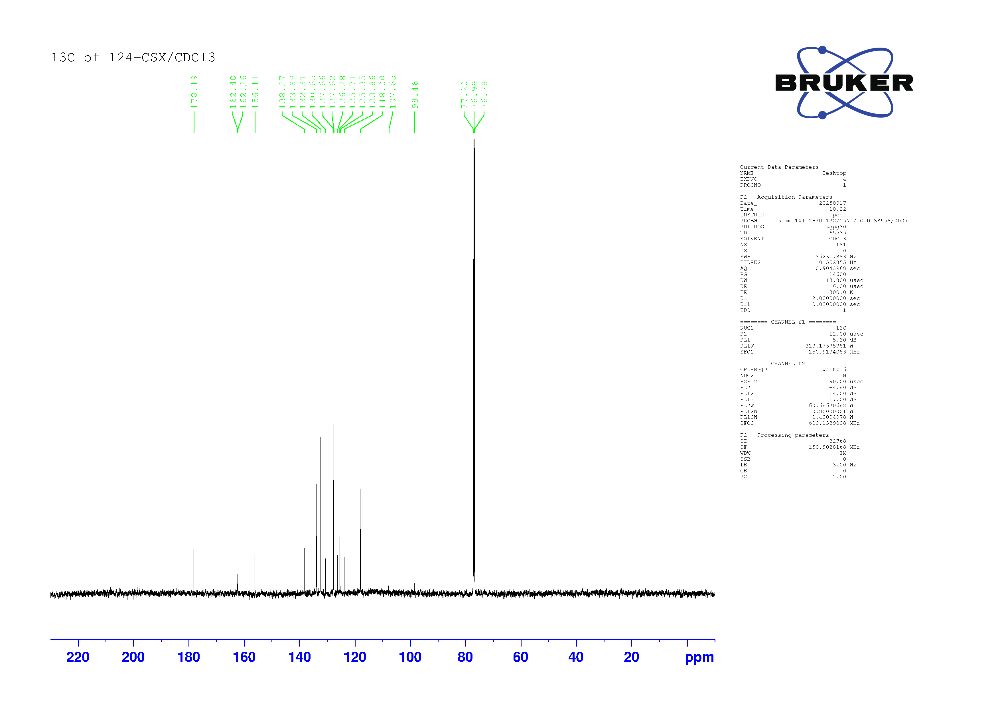 13C of 124-CSX/CDCl3
178.19
162.40
162.26
156.11
138.27
133.89
132.31
130.65
127.66
127.62
126.28
125.71
125.35
123.86
118.00
107.65
98.46
77.20
76.99
76.78
BRUKER
Current Data Parameters
NAME Desktop
EXPNO 4
PROCNO 1
F2 - Acquisition Parameters
Date_ 20250917
Time 10.22
INSTRUM spect
PROBHD 5 mm TXI 1H/D-13C/15N Z-GRD Z8558/0007
PULPROG zgpg30
TD 65536
SOLVENT CDCl3
NS 181
DS 0
SWH 36231.883 Hz
FIDRES 0.552855 Hz
AQ 0.9043968 sec
RG 14600
DW 13.800 usec
DE 6.00 usec
TE 300.0 K
D1 2.00000000 sec
D11 0.03000000 sec
TD0 1
======== CHANNEL f1 ========
NUC1 13C
P1 12.00 usec
PL1 -5.30 dB
PL1W 319.17675781 W
SFO1 150.9194083 MHz
======== CHANNEL f2 ========
CPDPRG[2] waltz16
NUC2 1H
PCPD2 90.00 usec
PL2 -4.80 dB
PL12 14.00 dB
PL13 17.00 dB
PL2W 60.68620682 W
PL12W 0.80000001 W
PL13W 0.40094978 W
SFO2 600.1339008 MHz
F2 - Processing parameters
SI 32768
SF 150.9028168 MHz
WDW EM
SSB 0
LB 3.00 Hz
GB 0
PC 1.00
220 200 180 160 140 120 100 80 60 40 20 ppm